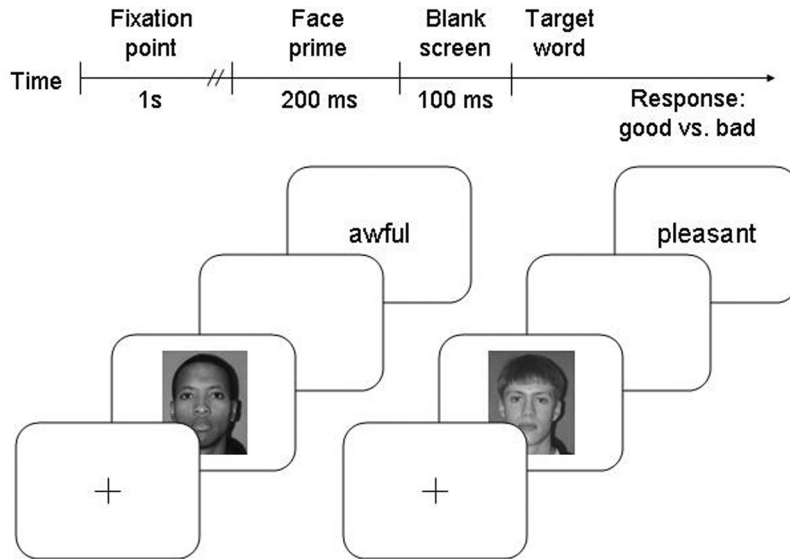 Fixation
point
Face
prime
Blank
screen
Target
word
Time
1s
200 ms
100 ms
Response:
good vs. bad
awful
pleasant